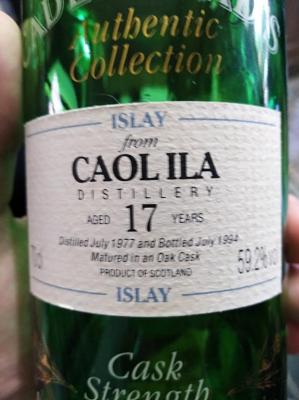 Authentic
Collection
ISLAY
from
CAOL ILA
DISTILLERY
AGED 17 YEARS
Distilled July 1977 and Bottled July 1994
Matured in an Oak Cask
70cl 59.2% vol
PRODUCT OF SCOTLAND
ISLAY
Cask
Strength